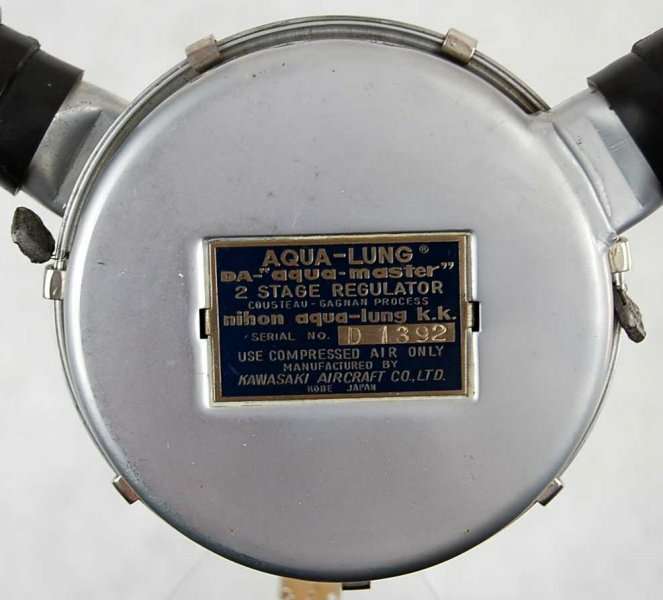 AQUA-LUNG®
DA-"aqua-master"
2 STAGE REGULATOR
COUSTEAU-GAGNAN PROCESS
nihon aqua-lung k.k.
SERIAL NO. D 1392
USE COMPRESSED AIR ONLY
MANUFACTURED BY
KAWASAKI AIRCRAFT CO., LTD.
KOBE JAPAN